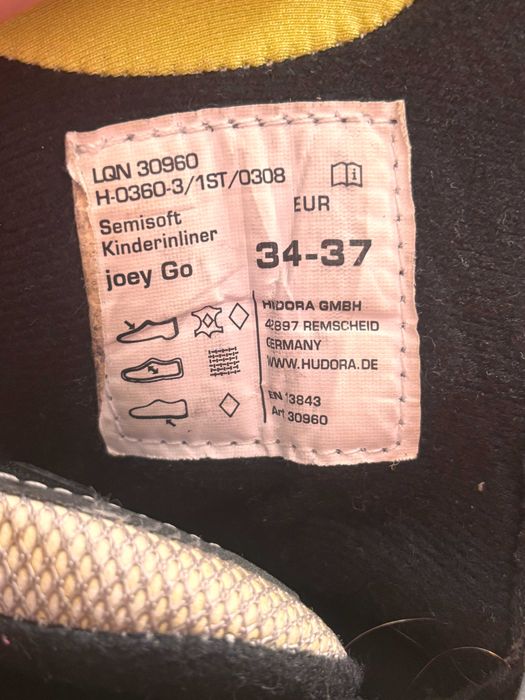 LQN 30960
H-0360-3/1ST/0308
EUR
Semisoft
Kinderinliner
34-37
joey Go
HUDORA GMBH
42897 REMSCHEID
GERMANY
WWW.HUDORA.DE
EN 13843
Art 30960